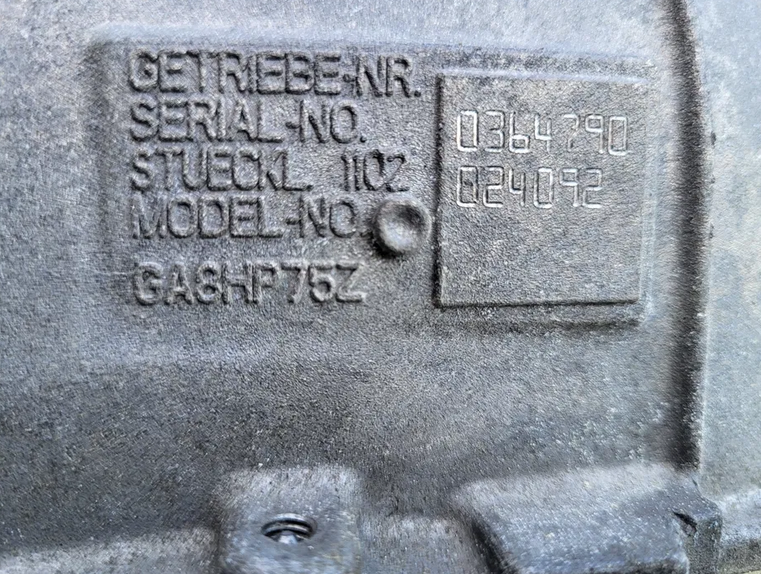 GETRIEBE-NR.
SERIAL-NO.
0364790
STUECKL. 1102
024092
MODEL-NO.
GA8HP75Z